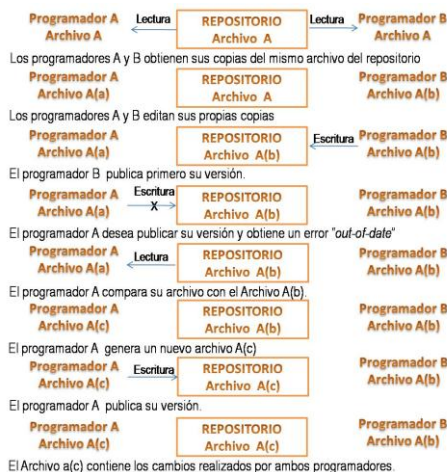 Programador A Lectura REPOSITORIO Lectura Programador B
Archivo A Archivo A Archivo A
Los programadores A y B obtienen sus copias del mismo archivo del repositorio
Programador A REPOSITORIO Programador B
Archivo A(a) Archivo A Archivo A(b)
Los programadores A y B editan sus propias copias
Programador A REPOSITORIO Escritura Programador B
Archivo A(a) Archivo A(b) Archivo A(b)
El programador B publica primero su versión.
Programador A Escritura REPOSITORIO Programador B
Archivo A(a) X Archivo A(b) Archivo A(b)
El programador A desea publicar su versión y obtiene un error "out-of-date"
Programador A Lectura REPOSITORIO Programador B
Archivo A(a) Archivo A(b) Archivo A(b)
El programador A compara su archivo con el Archivo A(b).
Programador A REPOSITORIO Programador B
Archivo A(c) Archivo A(b) Archivo A(b)
El programador A genera un nuevo archivo A(c)
Programador A Escritura REPOSITORIO Programador B
Archivo A(c) Archivo A(c) Archivo A(b)
El programador A publica su versión.
Programador A REPOSITORIO Programador B
Archivo A(c) Archivo A(c) Archivo A(b)
El Archivo a(c) contiene los cambios realizados por ambos programadores.